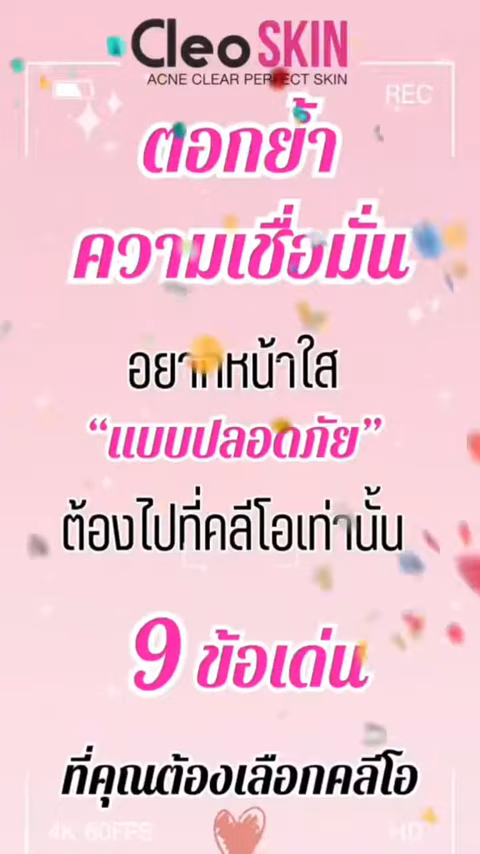 Cleo SKIN
ACNE CLEAR PERFECT SKIN
REC
ตอกย้ำ
ความเชื่อมั่น
อยากหน้าใส
“แบบปลอดภัย”
ต้องไปที่คลีโอเท่านั้น
9 ข้อเด่น
ที่คุณต้องเลือกคลีโอ
4K 60FPS
HD